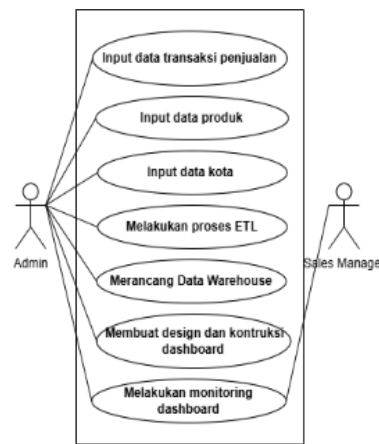 Input data transaksi penjualan
Input data produk
Input data kota
Melakukan proses ETL
Admin
Sales Manage
Merancang Data Warehouse
Membuat design dan kontruksi
dashboard
Melakukan monitoring
dashboard